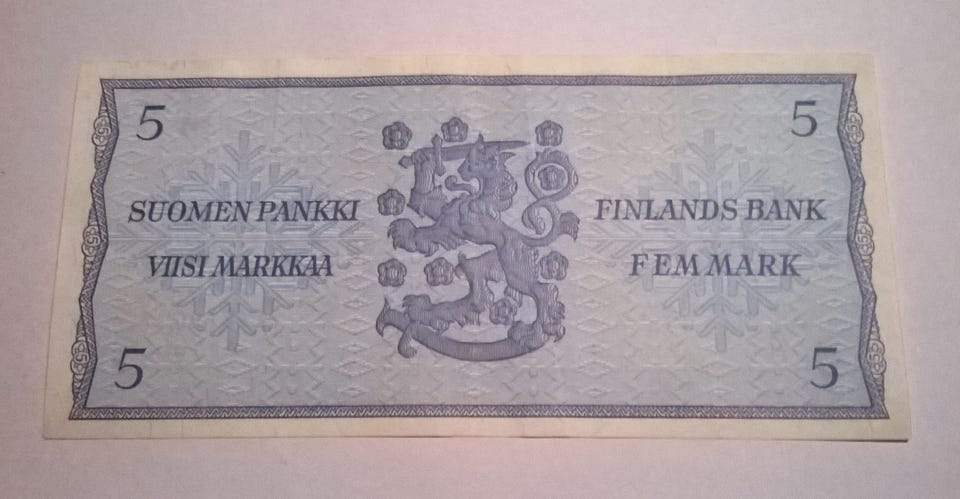 5
5
SUOMEN PANKKI
VIISI MARKKAA
FINLANDS BANK
FEM MARK
5
5